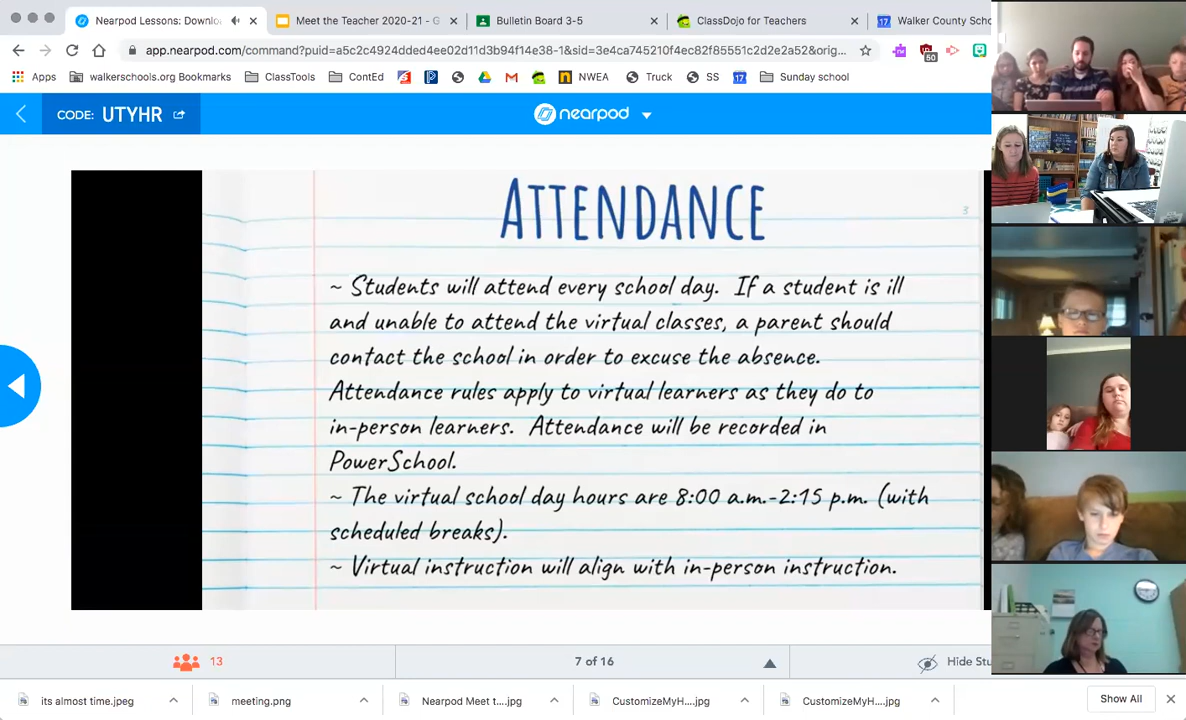 Nearpod Lessons: Downlo
Meet the Teacher 2020-21 - G
Bulletin Board 3-5
ClassDojo for Teachers
Walker County Scho
app.nearpod.com/command?puid=a5c2c4924dded4ee02d11d3b94f14e38-1&sid=3e4ca745210f4ec82f85551c2d2e2a52&orig...
50
Apps
walkerschools.org Bookmarks
ClassTools
ContEd
NWEA
Truck
SS
17
Sunday school
CODE: UTYHR
nearpod
ATTENDANCE
3
~ Students will attend every school day. If a student is ill
and unable to attend the virtual classes, a parent should
contact the school in order to excuse the absence.
Attendance rules apply to virtual learners as they do to
in-person learners. Attendance will be recorded in
PowerSchool.
~ The virtual school day hours are 8:00 a.m.-2:15 p.m. (with
scheduled breaks).
~ Virtual instruction will align with in-person instruction.
13
7 of 16
Hide Stu
its almost time.jpeg
meeting.png
Nearpod Meet t....jpg
CustomizeMyH....jpg
CustomizeMyH....jpg
Show All